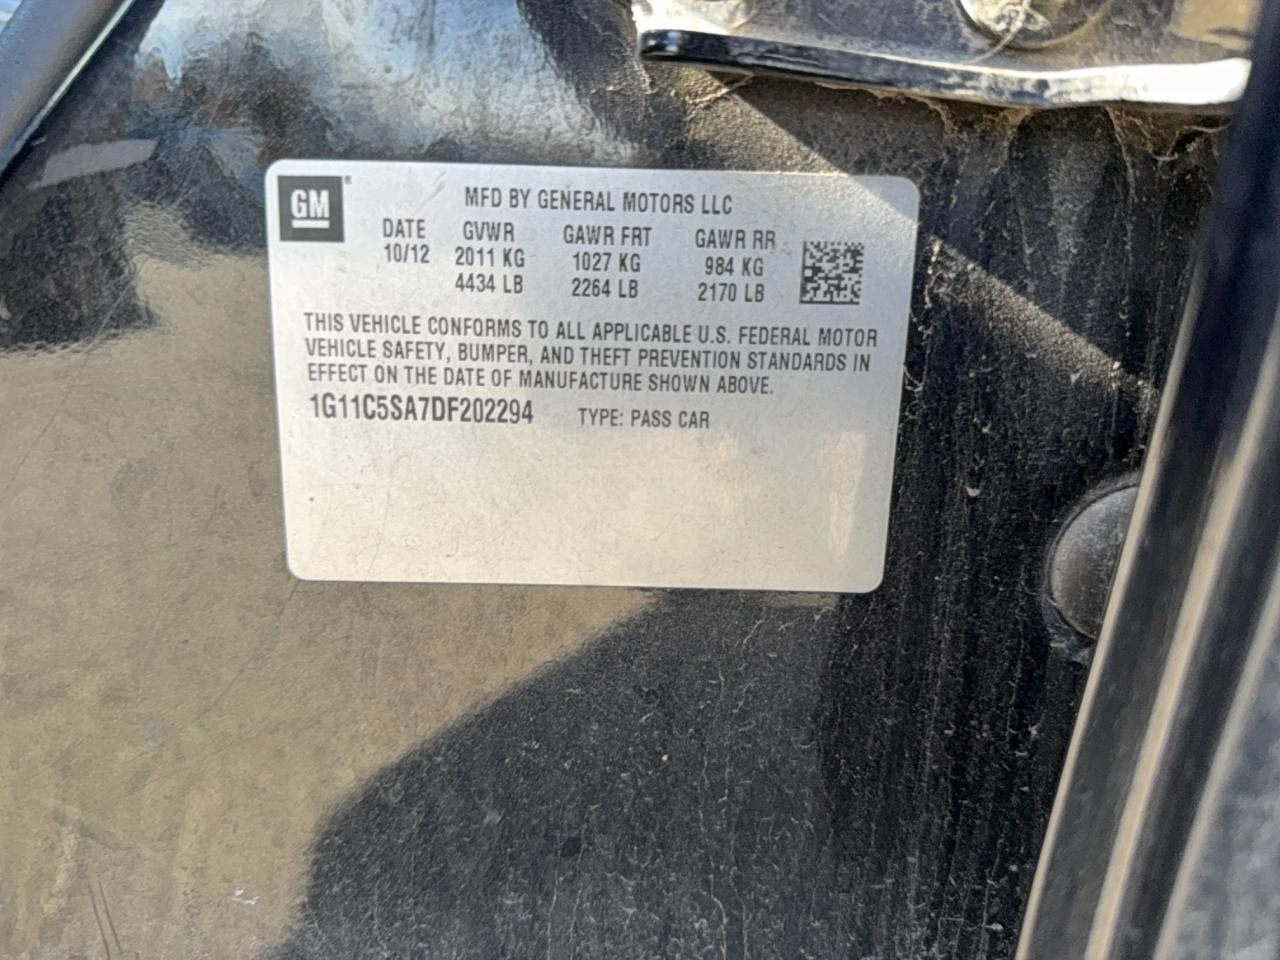 GM
MFD BY GENERAL MOTORS LLC
DATE GVWR GAWR FRT GAWR RR
10/12 2011 KG 1027 KG 984 KG
4434 LB 2264 LB 2170 LB
THIS VEHICLE CONFORMS TO ALL APPLICABLE U.S. FEDERAL MOTOR
VEHICLE SAFETY, BUMPER, AND THEFT PREVENTION STANDARDS IN
EFFECT ON THE DATE OF MANUFACTURE SHOWN ABOVE.
1G11C5SA7DF202294 TYPE: PASS CAR